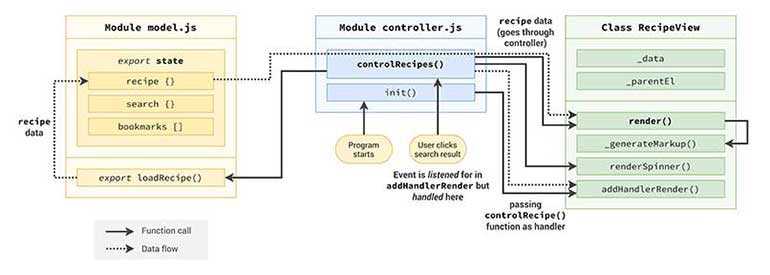 Module model.js
export state
recipe {}
search {}
bookmarks []
export loadRecipe()
recipe
data
Module controller.js
controlRecipes()
init()
Program
starts
User clicks
search result
Event is listened for in
addHandlerRender but
handled here
recipe data
(goes through
controller)
passing
controlRecipe()
function as handler
Class RecipeView
_data
_parentEl
render()
_generateMarkup()
renderSpinner()
addHandlerRender()
Function call
Data flow